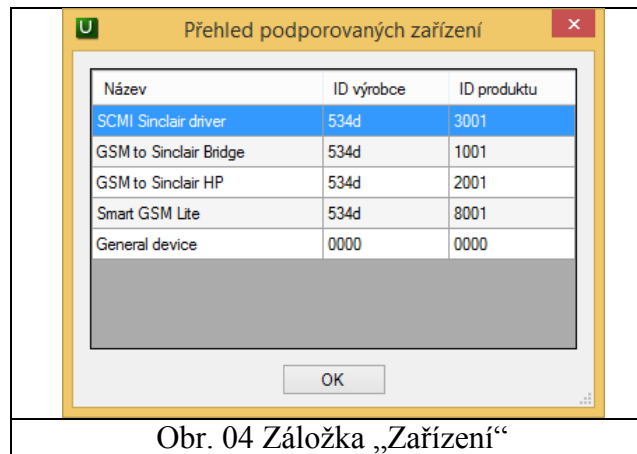 U Přehled podporovaných zařízení ×
Název ID výrobce ID produktu
SCMI Sinclair driver 534d 3001
GSM to Sinclair Bridge 534d 1001
GSM to Sinclair HP 534d 2001
Smart GSM Lite 534d 8001
General device 0000 0000
OK
Obr. 04 Záložka „Zařízení“